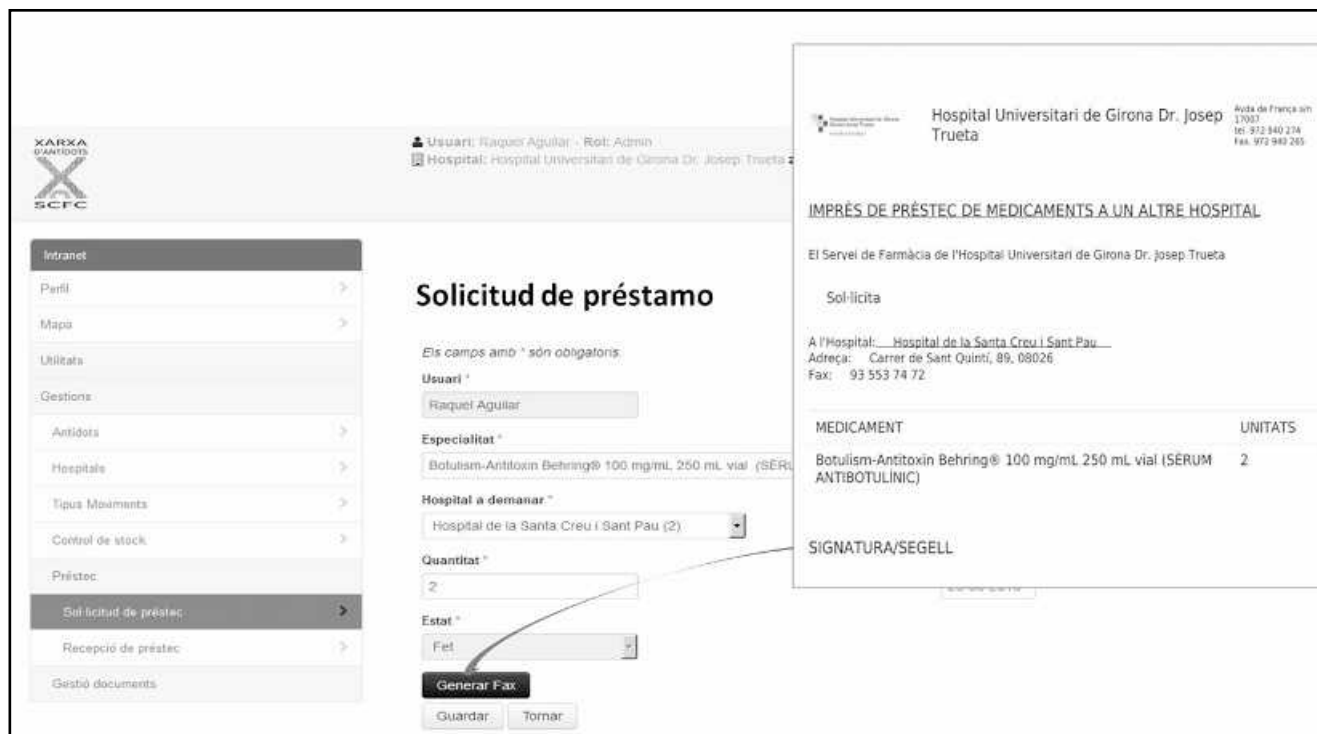 XARXA
D'ANTÍDOTS
SCFC
Usuari: Raquel Aguilar - Rol: Admin
Hospital: Hospital Universitari de Girona Dr. Josep Trueta
Intranet
Perfil
Mapa
Utilitats
Gestions
Antídots
Hospitals
Tipus Moviments
Control de stock
Préstec
Sol·licitud de préstec
Recepció de préstec
Gestió documents
Solicitud de préstamo
Els camps amb * són obligatoris.
Usuari *
Raquel Aguilar
Especialitat *
Botulism-Antitoxin Behring® 100 mg/mL 250 mL vial (SÈRU
Hospital a demanar *
Hospital de la Santa Creu i Sant Pau (2)
Quantitat *
2
Estat *
Fet
Generar Fax
Guardar Tornar
Hospital Universitari de Girona Dr. Josep
Trueta
Avda de França s/n
17007
tel. 972 940 274
Fax. 972 940 265
IMPRÈS DE PRÉSTEC DE MEDICAMENTS A UN ALTRE HOSPITAL
El Servei de Farmàcia de l'Hospital Universitari de Girona Dr. Josep Trueta
Sol·licita
A l'Hospital: Hospital de la Santa Creu i Sant Pau
Adreça: Carrer de Sant Quintí, 89, 08026
Fax: 93 553 74 72
MEDICAMENT UNITATS
Botulism-Antitoxin Behring® 100 mg/mL 250 mL vial (SÈRUM 2
ANTIBOTULÍNIC)
SIGNATURA/SEGELL